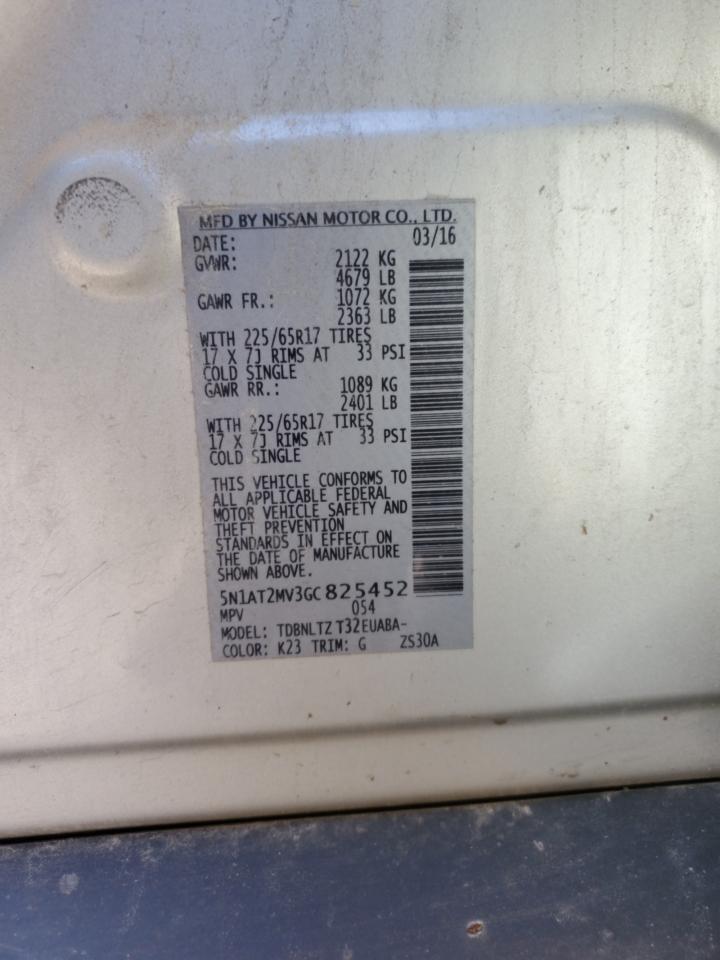 MFD BY NISSAN MOTOR CO., LTD.
DATE: 03/16
GVWR: 2122 KG
4679 LB
GAWR FR.: 1072 KG
2363 LB
WITH 225/65R17 TIRES
17 X 7J RIMS AT 33 PSI
COLD SINGLE
GAWR RR.: 1089 KG
2401 LB
WITH 225/65R17 TIRES
17 X 7J RIMS AT 33 PSI
COLD SINGLE
THIS VEHICLE CONFORMS TO
ALL APPLICABLE FEDERAL
MOTOR VEHICLE SAFETY AND
THEFT PREVENTION
STANDARDS IN EFFECT ON
THE DATE OF MANUFACTURE
SHOWN ABOVE.
5N1AT2MV3GC825452
MPV 054
MODEL: TDBNLTZ T32EUABA-
COLOR: K23 TRIM: G ZS30A